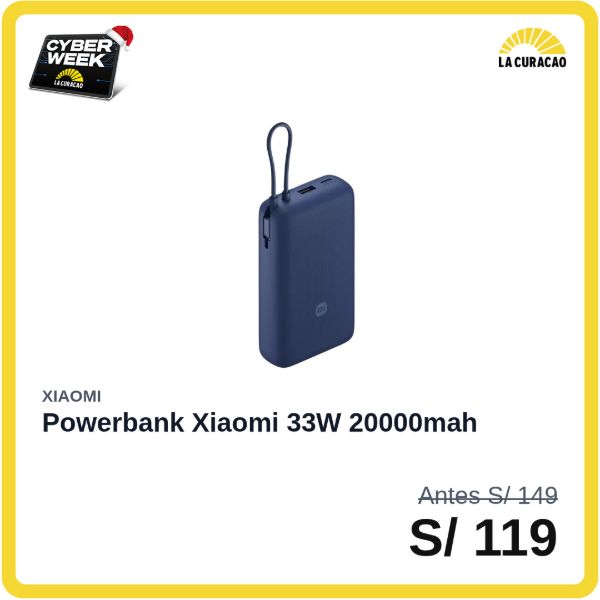 CYBER
WEEK
LA CURACAO
LA CURACAO
XIAOMI
Powerbank Xiaomi 33W 20000mah
Antes S/ 149
S/ 119